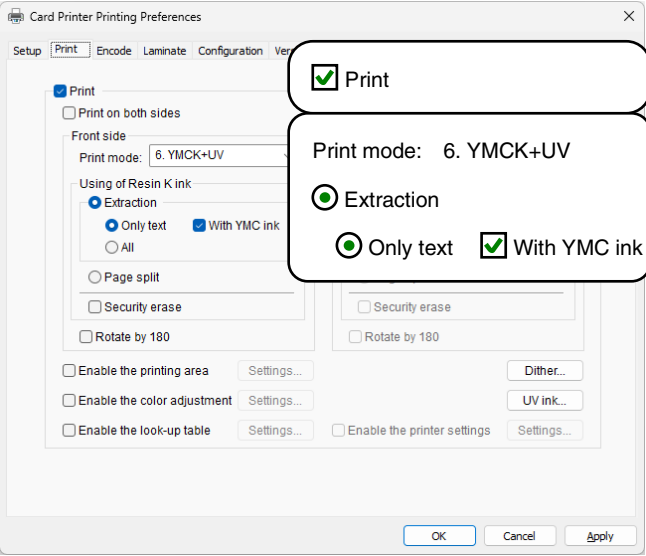 Card Printer Printing Preferences
Setup Print Encode Laminate Configuration Ver
Print
Print
Print on both sides
Front side
Print mode: 6. YMCK+UV
Print mode: 6. YMCK+UV
Using of Resin K ink
Extraction
Extraction
Only text With YMC ink
Only text With YMC ink
All
Page split
Security erase Security erase
Rotate by 180 Rotate by 180
Enable the printing area Settings... Dither...
Enable the color adjustment Settings... UV ink...
Enable the look-up table Settings... Enable the printer settings Settings...
OK Cancel Apply